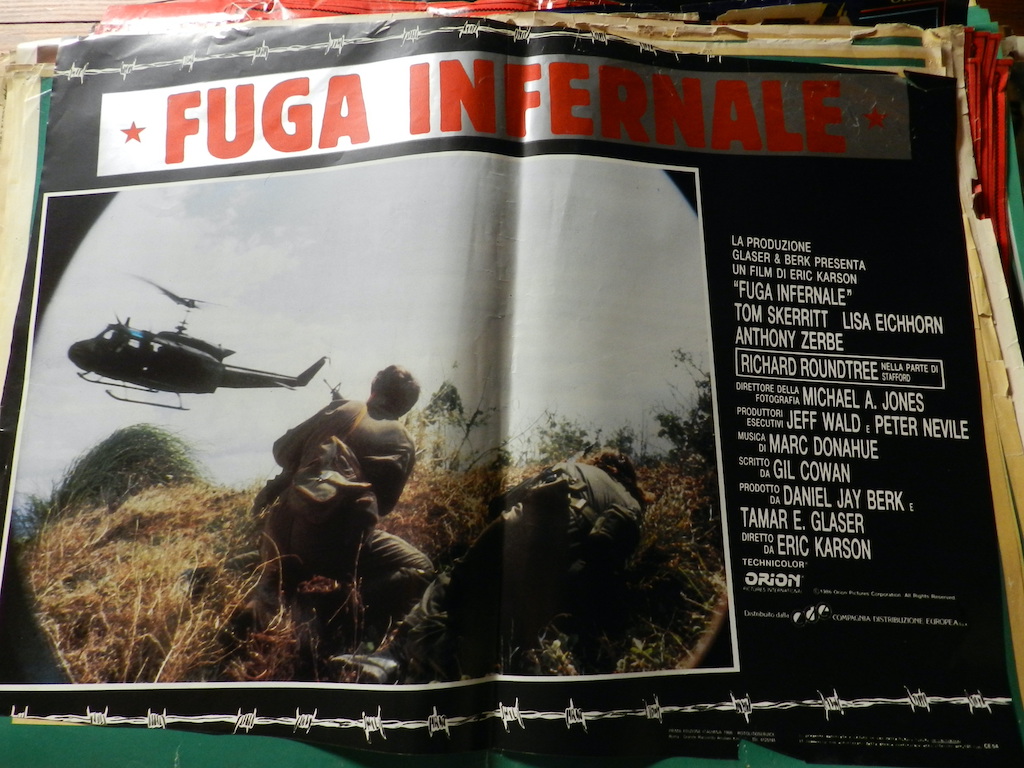 FUGA INFERNALE
LA PRODUZIONE
GLASER & BERK PRESENTA
UN FILM DI ERIC KARSON
"FUGA INFERNALE"
TOM SKERRITT LISA EICHHORN
ANTHONY ZERBE
RICHARD ROUNDTREE NELLA PARTE DI STAFFORD
DIRETTORE DELLA FOTOGRAFIA MICHAEL A. JONES
PRODUTTORI ESECUTIVI JEFF WALD E PETER NEVILE
MUSICA DI MARC DONAHUE
SCRITTO DA GIL COWAN
PRODOTTO DA DANIEL JAY BERK E
TAMAR E. GLASER
DIRETTO DA ERIC KARSON
TECHNICOLOR
ORION
PICTURES INTERNATIONAL © 1986 Orion Pictures Corporation. All Rights Reserved
Distribuito dalla COMPAGNIA DISTRIBUZIONE EUROPEA